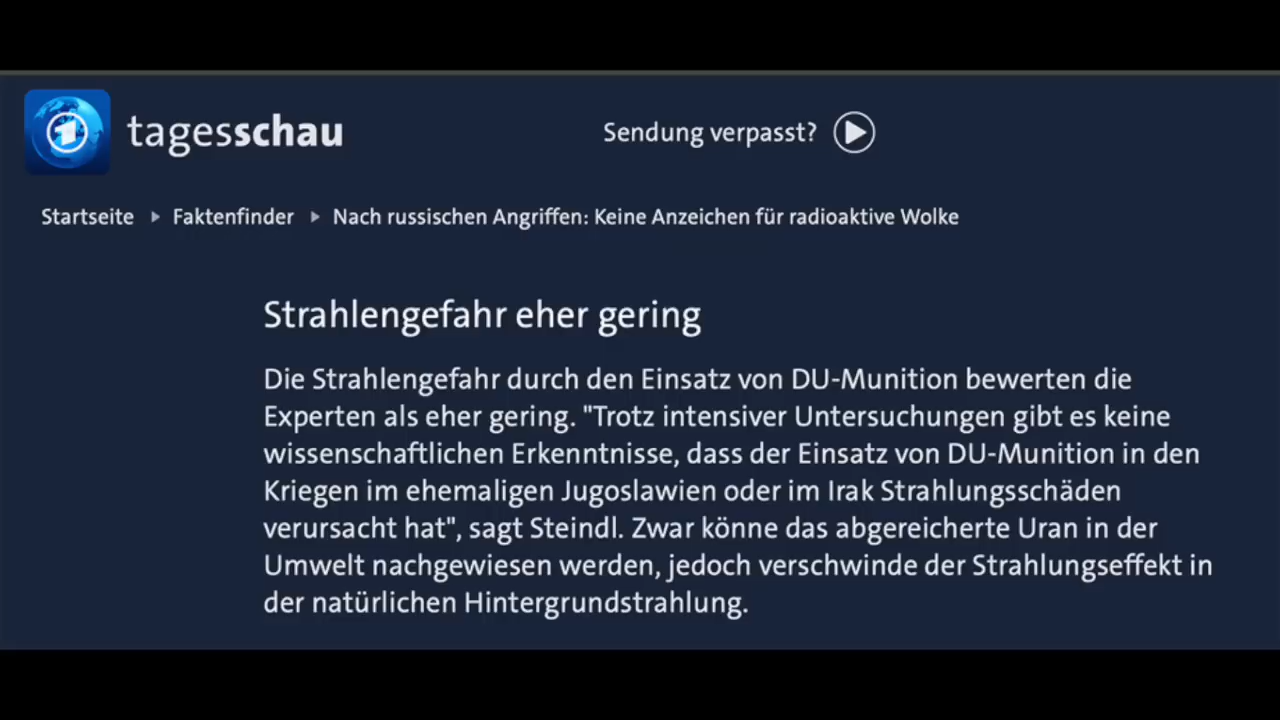 tagesschau
Sendung verpasst?
Startseite Faktenfinder Nach russischen Angriffen: Keine Anzeichen für radioaktive Wolke
Strahlengefahr eher gering
Die Strahlengefahr durch den Einsatz von DU-Munition bewerten die
Experten als eher gering. "Trotz intensiver Untersuchungen gibt es keine
wissenschaftlichen Erkenntnisse, dass der Einsatz von DU-Munition in den
Kriegen im ehemaligen Jugoslawien oder im Irak Strahlungsschäden
verursacht hat", sagt Steindl. Zwar könne das abgereicherte Uran in der
Umwelt nachgewiesen werden, jedoch verschwinde der Strahlungseffekt in
der natürlichen Hintergrundstrahlung.